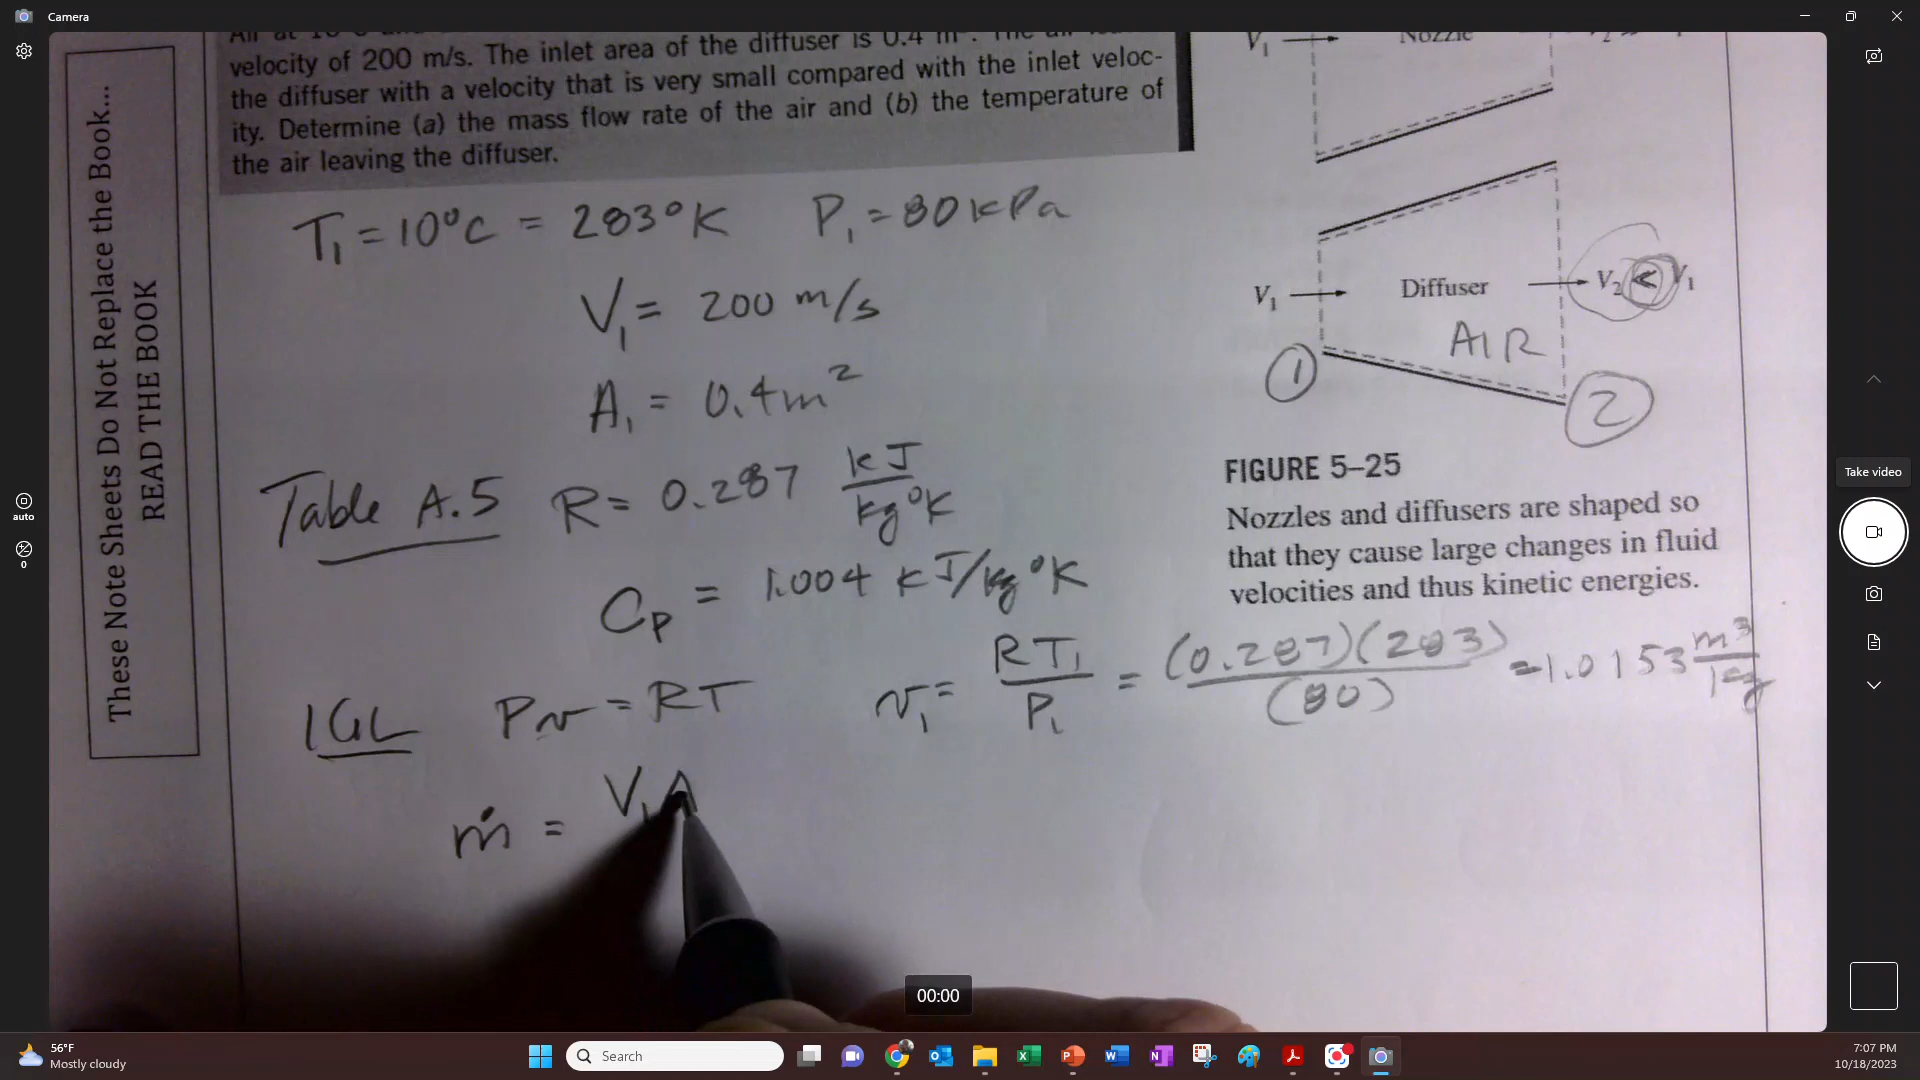 Camera
velocity of 200 m/s. The inlet area of the diffuser is 0.4 m². The air
the diffuser with a velocity that is very small compared with the inlet veloc-
ity. Determine (a) the mass flow rate of the air and (b) the temperature of
the air leaving the diffuser.
These Note Sheets Do Not Replace the Book...
READ THE BOOK
T₁ = 10°C = 283°K P₁ = 80 kPa
V₁ = 200 m/s
A₁ = 0.4 m²
Table A.5 R = 0.287 kJ/kg°K
Cp = 1.004 kJ/kg°K
IGL Pv = RT v₁ = RT₁/P₁ = (0.287)(283)/(80) = 1.0153 m³/kg
ṁ = V₁A
V₁ Nozzle
V₁ Diffuser V₂ << V₁
AIR
1 2
FIGURE 5–25
Nozzles and diffusers are shaped so
that they cause large changes in fluid
velocities and thus kinetic energies.
auto
0
Take video
00:00
56°F
Mostly cloudy
Search
7:07 PM
10/18/2023